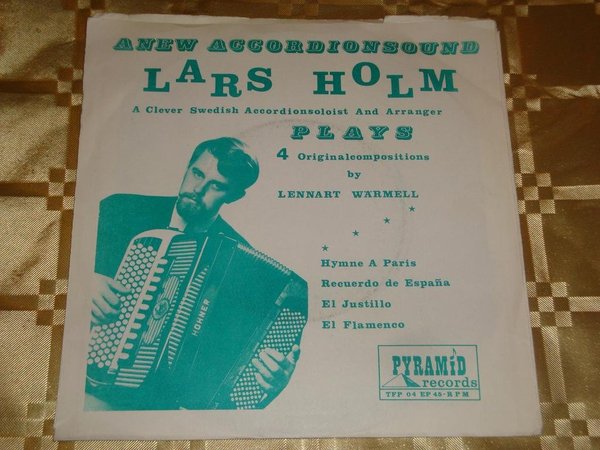 ANEW ACCORDIONSOUND
LARS HOLM
A Clever Swedish Accordionsoloist And Arranger
PLAYS
4 Originalcompositions
by
LENNART WÄRMELL
Hymne A Paris
Recuerdo de España
El Justillo
El Flamenco
HOHNER
PYRAMiD
records
TFP 04 EP 45-RPM